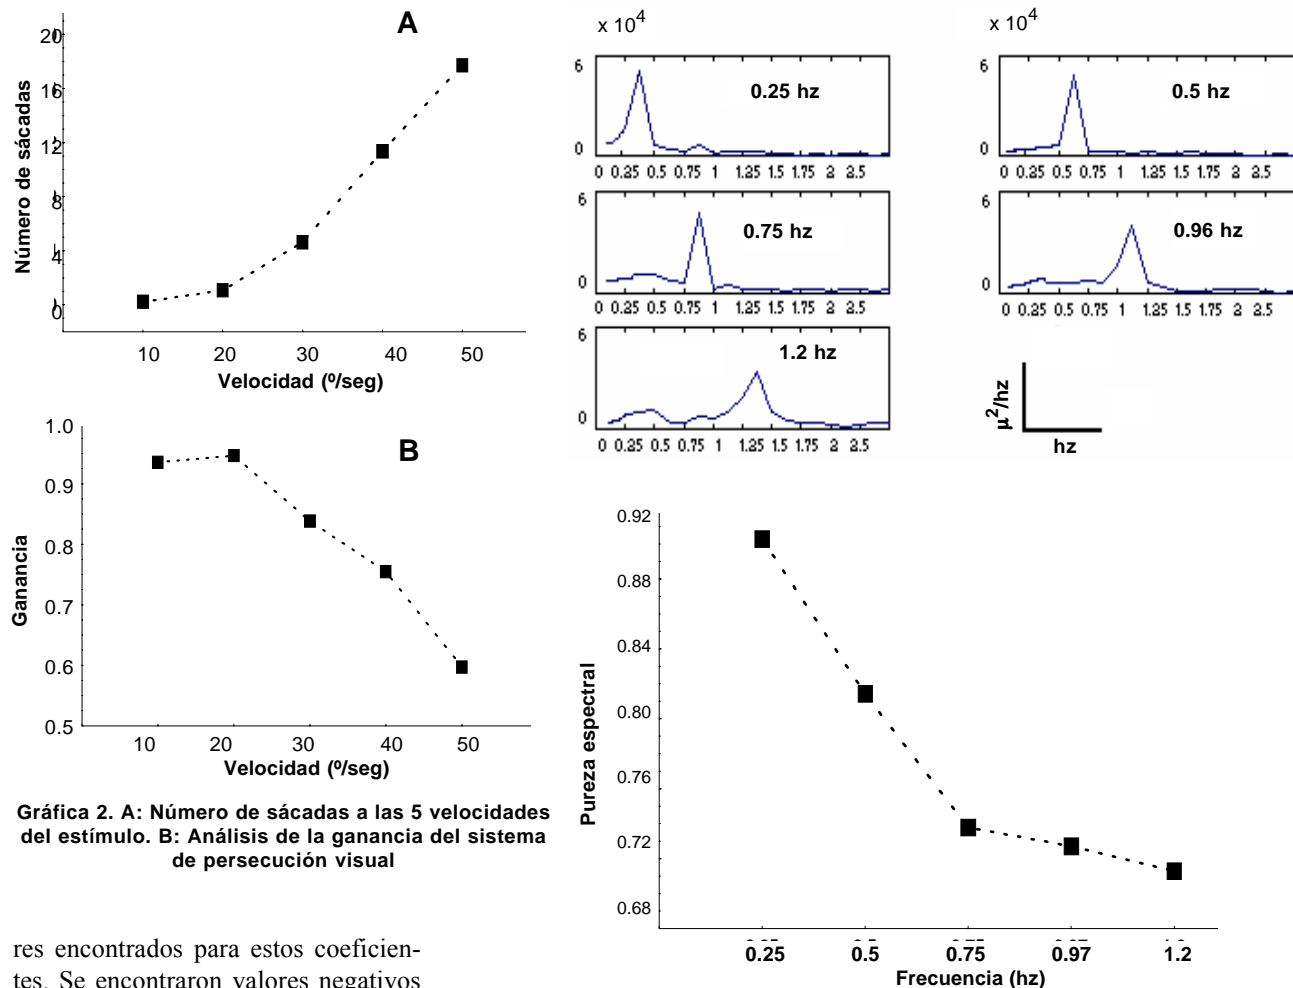 A
20
16
12
8
4
0
Número de sácadas
10 20 30 40 50
Velocidad (º/seg)
1.0
0.9
0.8
0.7
0.6
0.5
B
Ganancia
10 20 30 40 50
Velocidad (º/seg)
Gráfica 2. A: Número de sácadas a las 5 velocidades
del estímulo. B: Análisis de la ganancia del sistema
de persecución visual
res encontrados para estos coeficien-
tes. Se encontraron valores negativos
x 10⁴
6
0.25 hz
0
0 0.25 0.5 0.75 1 1.25 1.5 1.75 2 2.5
x 10⁴
6
0.5 hz
0
0 0.25 0.5 0.75 1 1.25 1.5 1.75 2 2.5
6
0.75 hz
0
0 0.25 0.5 0.75 1 1.25 1.5 1.75 2 2.5
6
0.96 hz
0
0 0.25 0.5 0.75 1 1.25 1.5 1.75 2 2.5
6
1.2 hz
0
0 0.25 0.5 0.75 1 1.25 1.5 1.75 2 2.5
µ²/hz
hz
0.92
0.88
0.84
0.80
0.76
0.72
0.68
Pureza espectral
0.25 0.5 0.75 0.97 1.2
Frecuencia (hz)